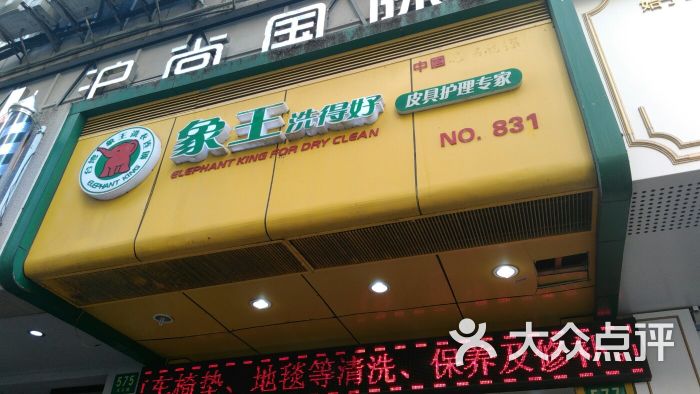 沪尚国际
中国
象王洗得好
皮具护理专家
ELEPHANT KING FOR DRY CLEAN
NO. 831
ELEPHANT KING
575
车椅垫、地毯等清洗、保养及修
大众点评
577